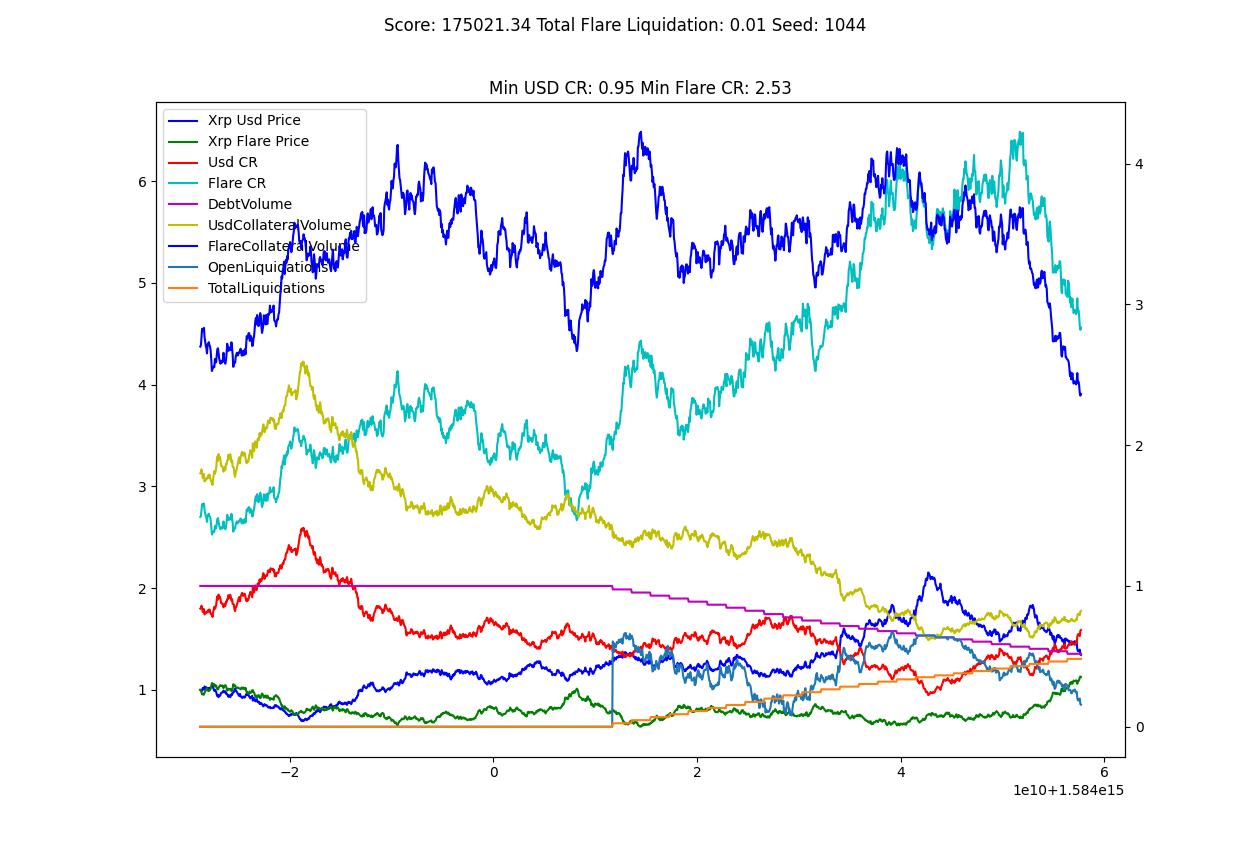 Score: 175021.34 Total Flare Liquidation: 0.01 Seed: 1044
Min USD CR: 0.95 Min Flare CR: 2.53
Xrp Usd Price
Xrp Flare Price
Usd CR
Flare CR
DebtVolume
UsdCollateralVolume
FlareCollateralVolume
OpenLiquidations
TotalLiquidations
6
5
4
3
2
1
4
3
2
1
0
−2
0
2
4
6
1e10+1.584e15